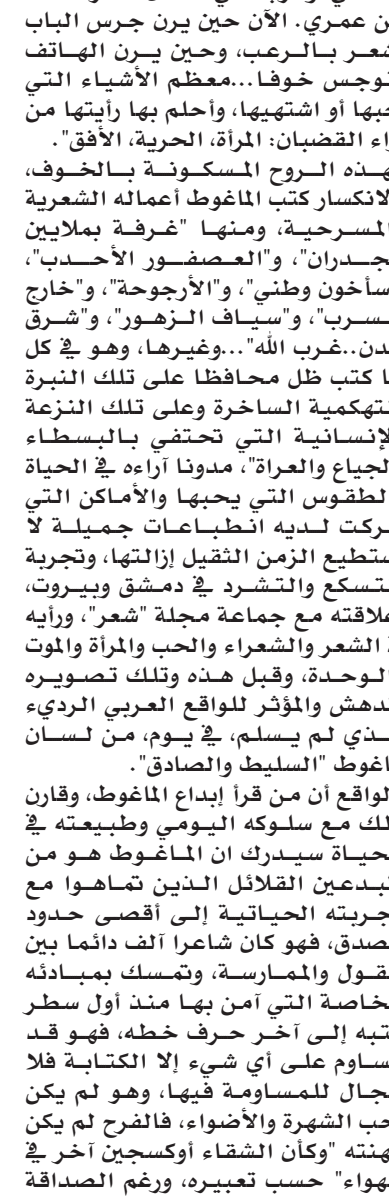 ن عمري. الآن حين يرن جرس الباب
شعر بالرعب، وحين يرن الهاتف
توجس خوفا...معظم الأشياء التي
حبها أو اشتهيها، وأحلم بها رأيتها من
راء القضبان: المرأة، الحرية، الأفق".
هذه الروح المسكونة بالخوف،
الانكسار كتب الماغوط أعماله الشعرية
المسرحية، ومنها "غرفة بملايين
جدران"، و"العصفور الأحدب"،
سأخون وطني"، و"الأرجوحة"، و"خارج
سرب"، و"سياف الزهور"، و"شرق
دن..غرب الله"...وغيرها، وهو في كل
ا كتب ظل محافظا على تلك النبرة
تهكمية الساخرة وعلى تلك النزعة
لإنسانية التي تحتفي بالبسطاء
الجياع والعراة"، مدونا آراءه في الحياة
الطقوس التي يحبها والأماكن التي
ركت لديه انطباعات جميلة لا
ستطيع الزمن الثقيل إزالتها، وتجربة
تسكع والتشرد في دمشق وبيروت،
علاقته مع جماعة مجلة "شعر"، ورأيه
الشعر والشعراء والحب والمرأة والموت
الوحدة، وقبل هذه وتلك تصويره
دهش والمؤثر للواقع العربي الرديء
ذي لم يسلم، في يوم، من لسان
اغوط "السليط والصادق".
لواقع أن من قرأ إبداع الماغوط، وقارن
لك مع سلوكه اليومي وطبيعته في
حياة سيدرك ان الماغوط هو من
بدعين القلائل الذين تماهوا مع
جربته الحياتية إلى أقصى حدود
صدق، فهو كان شاعرا آلف دائما بين
قول والممارسة، وتمسك بمبادئه
خاصة التي آمن بها منذ أول سطر
تبه إلى آخر حرف خطه، فهو قد
ساوم على أي شيء إلا الكتابة فلا
جال للمساومة فيها، وهو لم يكن
حب الشهرة والأضواء، فالفرح لم يكن
هنته "وكأن الشقاء أوكسجين آخر في
هواء" حسب تعبيره، ورغم الصداقة